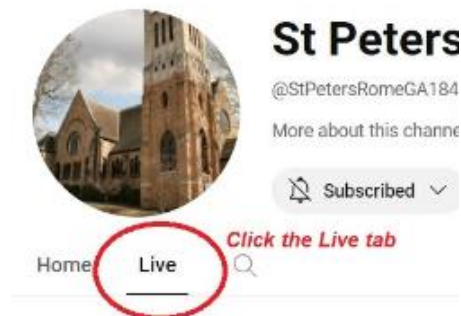 St Peters
@StPetersRomeGA184
More about this channe
Subscribed
Click the Live tab
Home Live